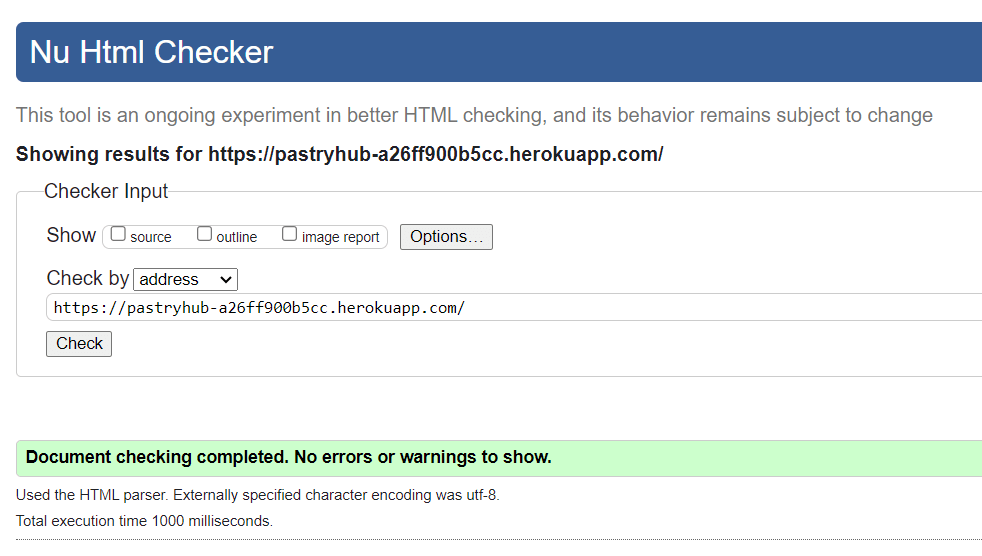 Nu Html Checker
This tool is an ongoing experiment in better HTML checking, and its behavior remains subject to change
Showing results for https://pastryhub-a26ff900b5cc.herokuapp.com/
Checker Input
Show source outline image report Options...
Check by address
https://pastryhub-a26ff900b5cc.herokuapp.com/
Check
Document checking completed. No errors or warnings to show.
Used the HTML parser. Externally specified character encoding was utf-8.
Total execution time 1000 milliseconds.